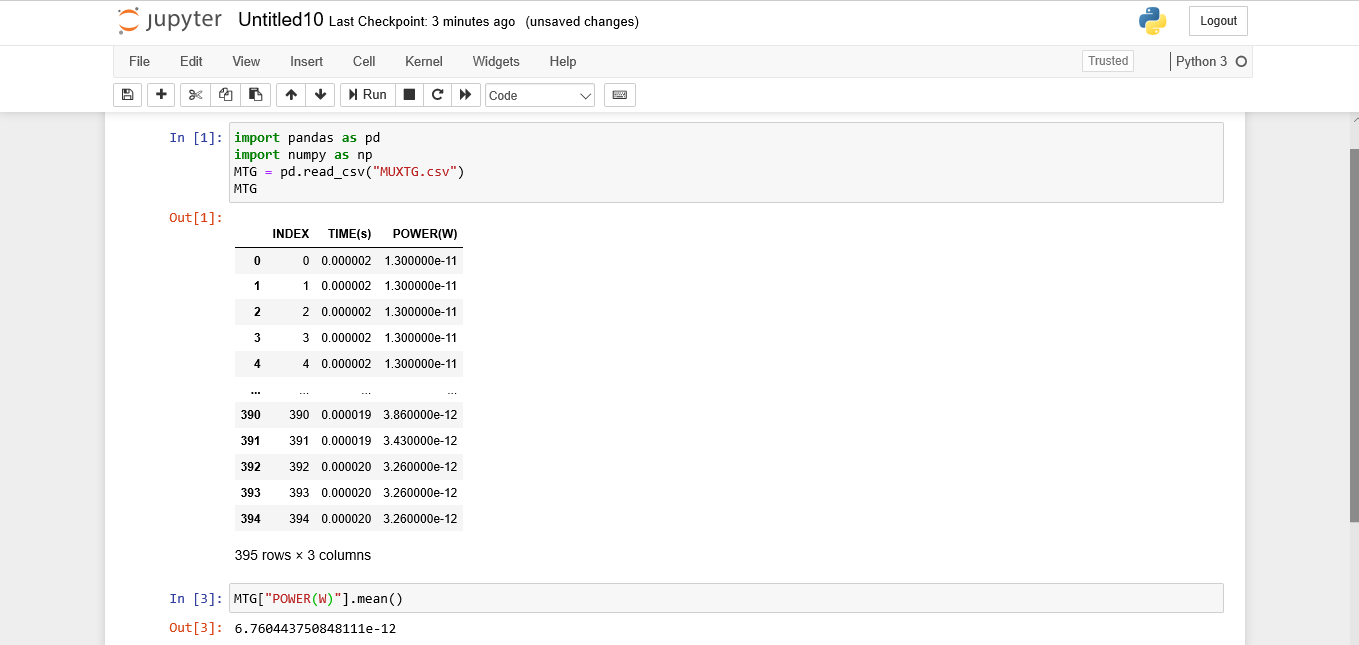 jupyter Untitled10 Last Checkpoint: 3 minutes ago (unsaved changes) Logout
File Edit View Insert Cell Kernel Widgets Help Trusted Python 3
Run Code
In [1]: import pandas as pd
import numpy as np
MTG = pd.read_csv("MUXTG.csv")
MTG
Out[1]:
INDEX TIME(s) POWER(W)
0 0 0.000002 1.300000e-11
1 1 0.000002 1.300000e-11
2 2 0.000002 1.300000e-11
3 3 0.000002 1.300000e-11
4 4 0.000002 1.300000e-11
... ... ... ...
390 390 0.000019 3.860000e-12
391 391 0.000019 3.430000e-12
392 392 0.000020 3.260000e-12
393 393 0.000020 3.260000e-12
394 394 0.000020 3.260000e-12
395 rows × 3 columns
In [3]: MTG["POWER(W)"].mean()
Out[3]: 6.760443750848111e-12